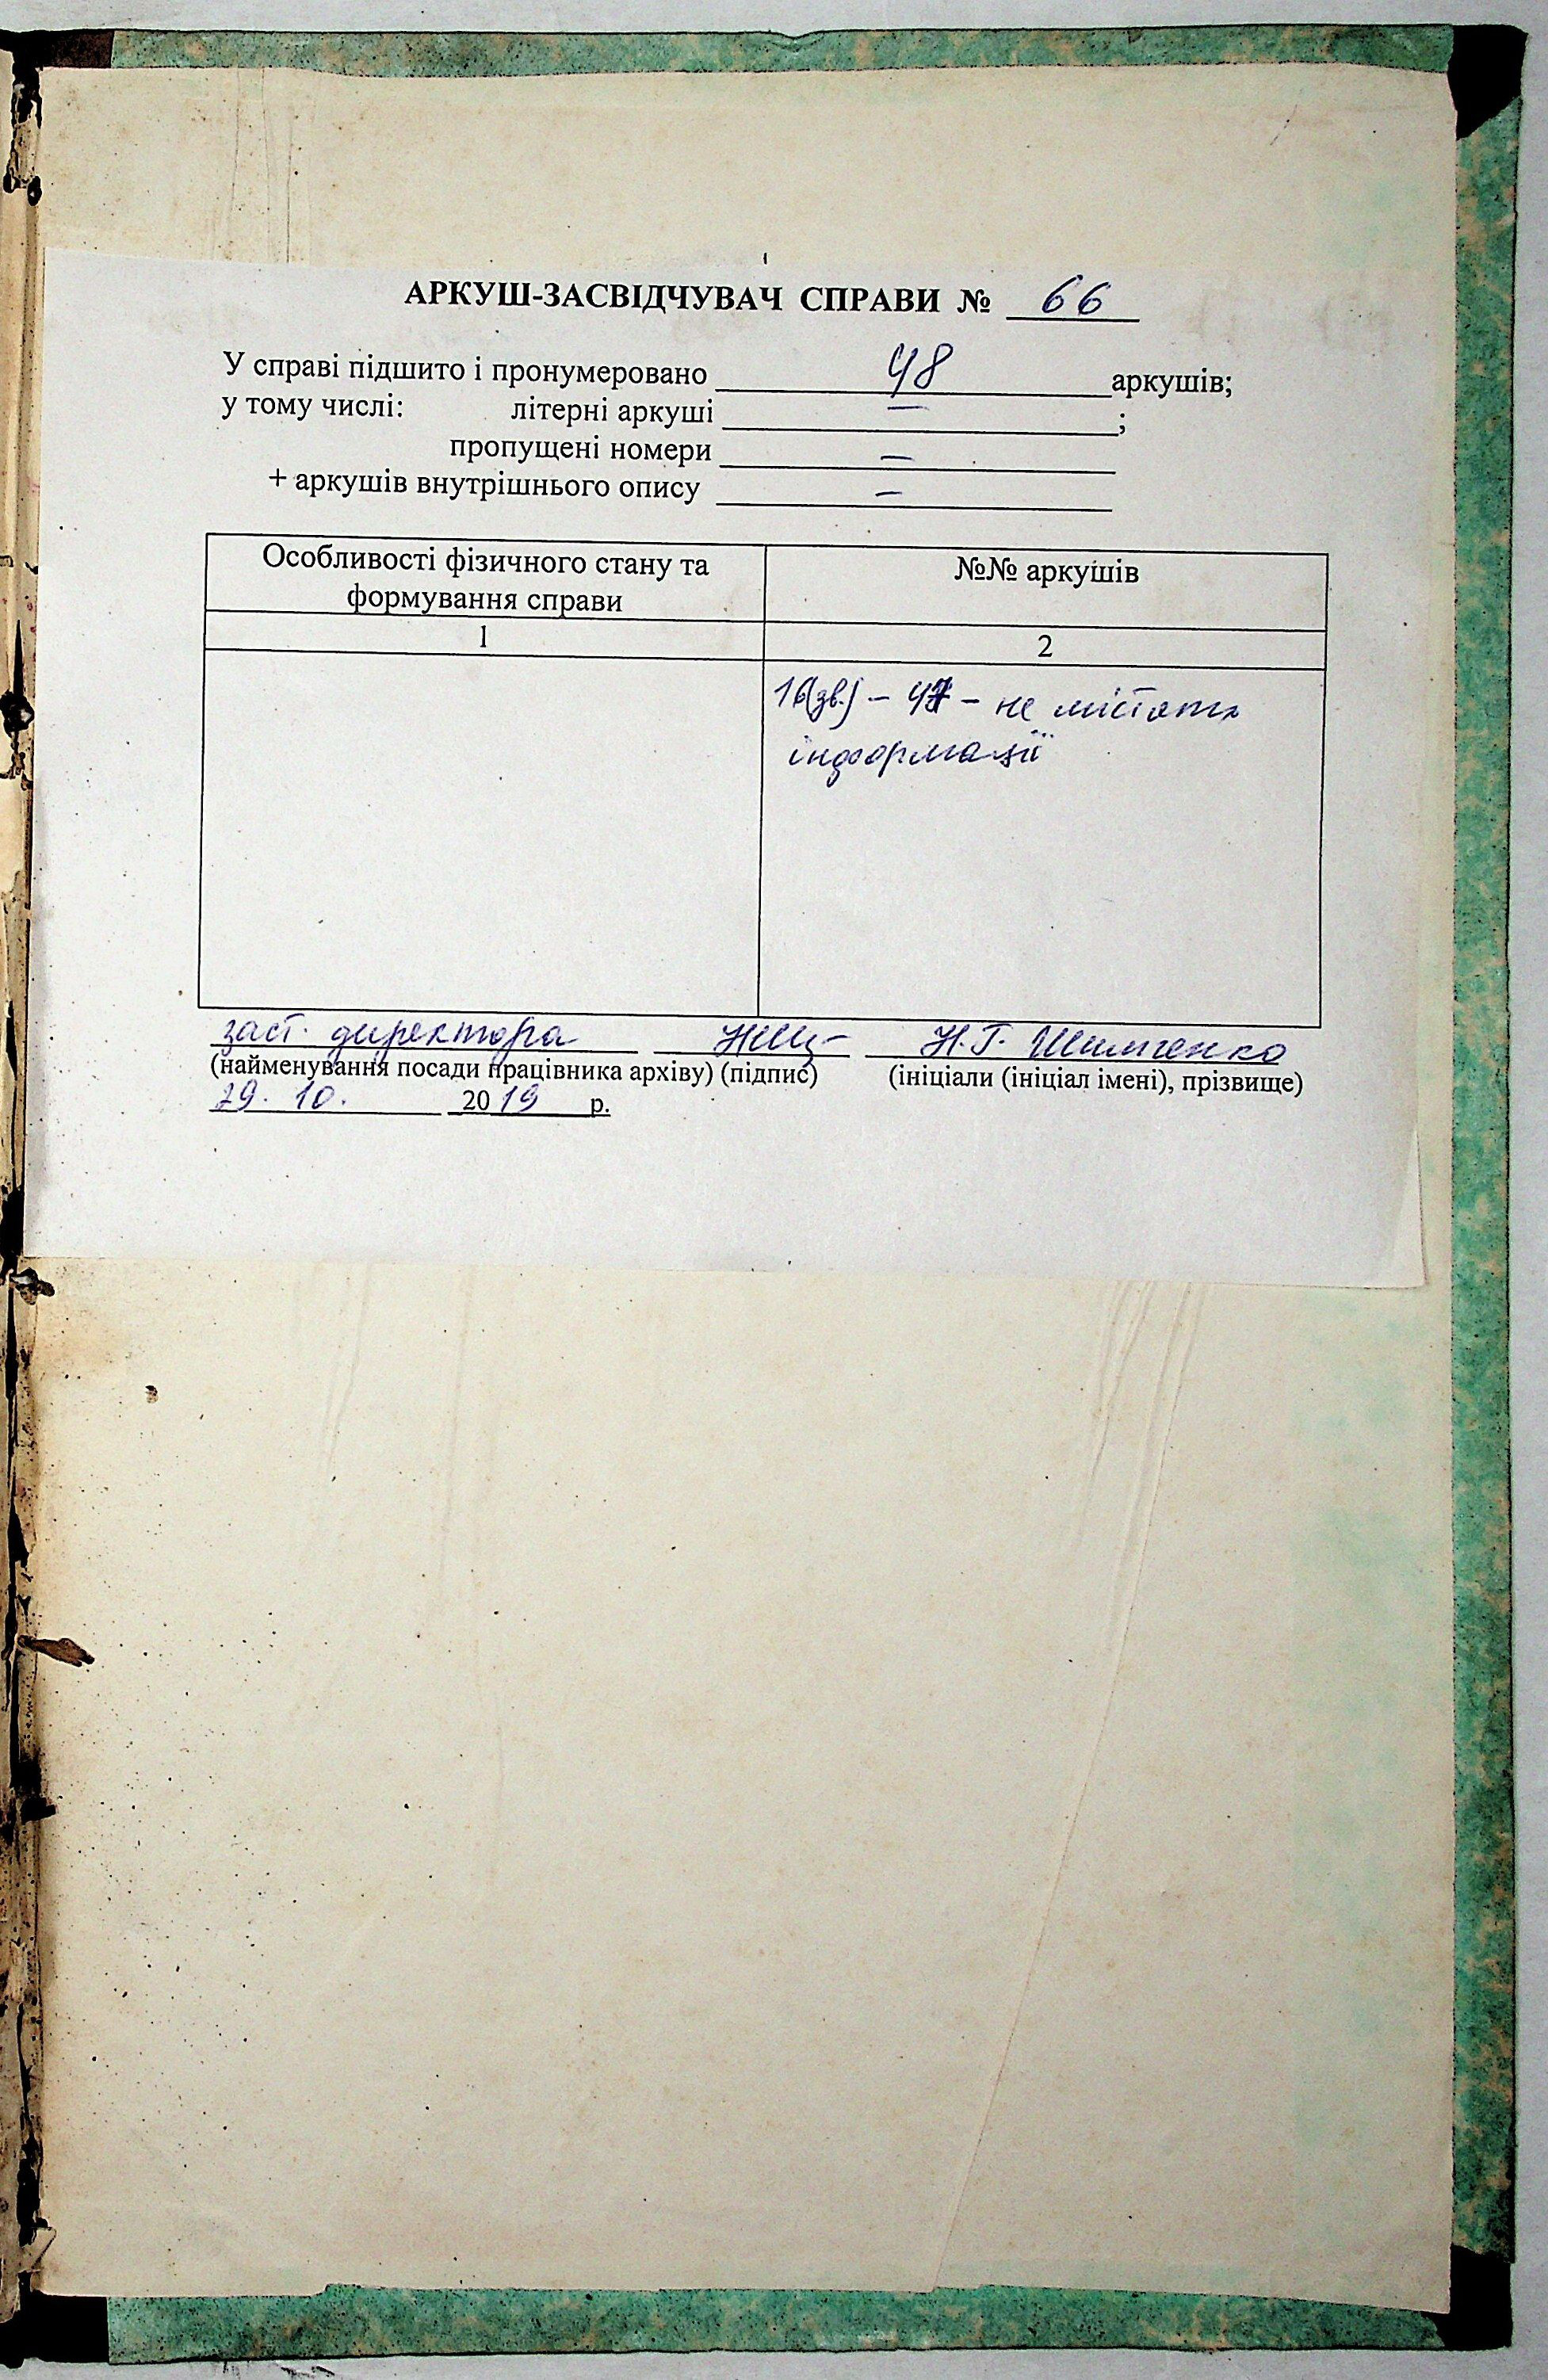 АРКУШ-ЗАСВІДЧУВАЧ СПРАВИ № 66
У справі підшито і пронумеровано 48 аркушів;
у тому числі: літерні аркуші — ;
пропущені номери —
+ аркушів внутрішнього опису —
Особливості фізичного стану та
формування справи
№№ аркушів
1
2
16(зв.) – 47 – не містять
інформації
заст. директора Н.Г. Шимченко
(найменування посади працівника архіву) (підпис) (ініціали (ініціал імені), прізвище)
29. 10. 2019 р.